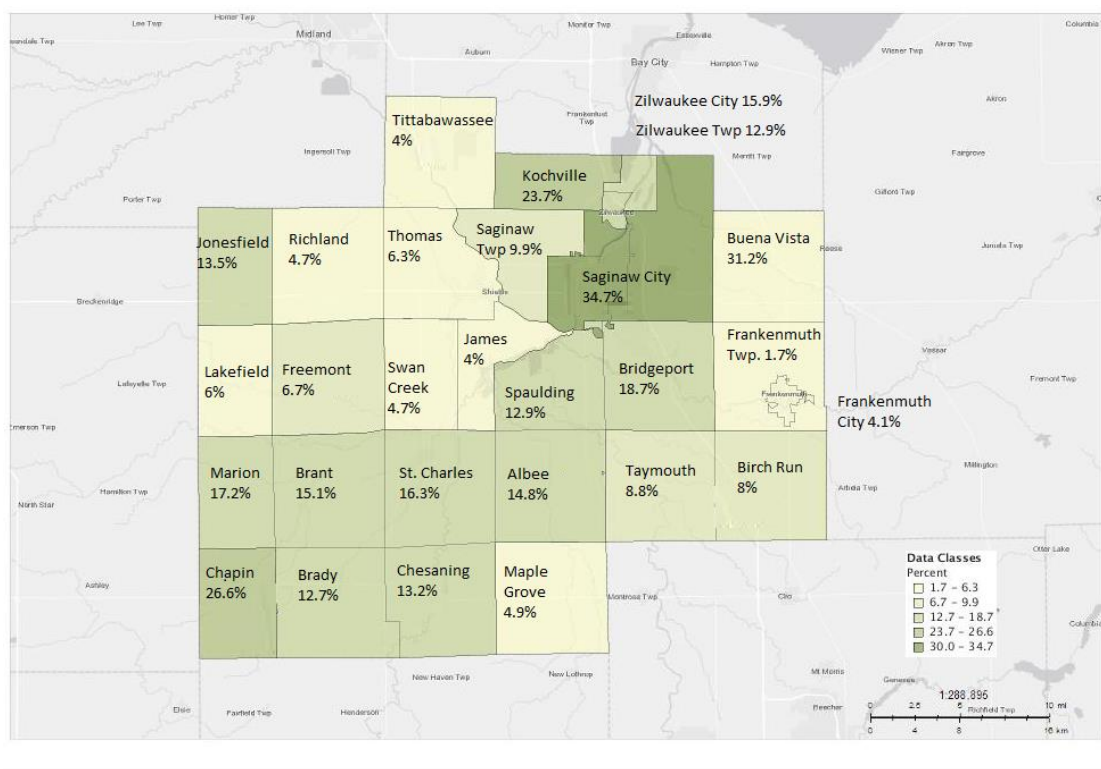 Lee Twp
Homer Twp
Midland
Monitor Twp
Essexville
Columbia
Auburn
Bay City
Hampton Twp
Wisner Twp
Akron Twp
Zilwaukee City 15.9%
Akron
Zilwaukee Twp 12.9%
Frankenlust
Twp
Tittabawassee
4%
Ingersoll Twp
Merritt Twp
Fairgrove
Kochville
23.7%
Gilford Twp
Porter Twp
Zilwaukee
Jonesfield
13.5%
Richland
4.7%
Thomas
6.3%
Saginaw
Twp 9.9%
Buena Vista
31.2%
Reese
Juniata Twp
Saginaw City
34.7%
Shields
Breckenridge
Lakefield
6%
Freemont
6.7%
Swan
Creek
4.7%
James
4%
Spaulding
12.9%
Bridgeport
18.7%
Frankenmuth
Twp. 1.7%
Vassar
Lafayette Twp
Fremont Twp
Frankenmuth
Frankenmuth
City 4.1%
Emerson Twp
Marion
17.2%
Brant
15.1%
St. Charles
16.3%
Albee
14.8%
Taymouth
8.8%
Birch Run
8%
Millington
Hamilton Twp
Arbela Twp
North Star
Otter Lake
Chapin
26.6%
Brady
12.7%
Chesaning
13.2%
Maple
Grove
4.9%
Ashley
Montrose Twp
Clio
Data Classes
Percent
1.7 - 6.3
6.7 - 9.9
12.7 - 18.7
23.7 - 26.6
30.0 - 34.7
New Haven Twp
New Lothrop
Mt Morris
Genesee
Elsie
Fairfield Twp
Henderson
Beecher
Richfield Twp
1:288,895
0 2.5 5 10 mi
0 4 8 16 km